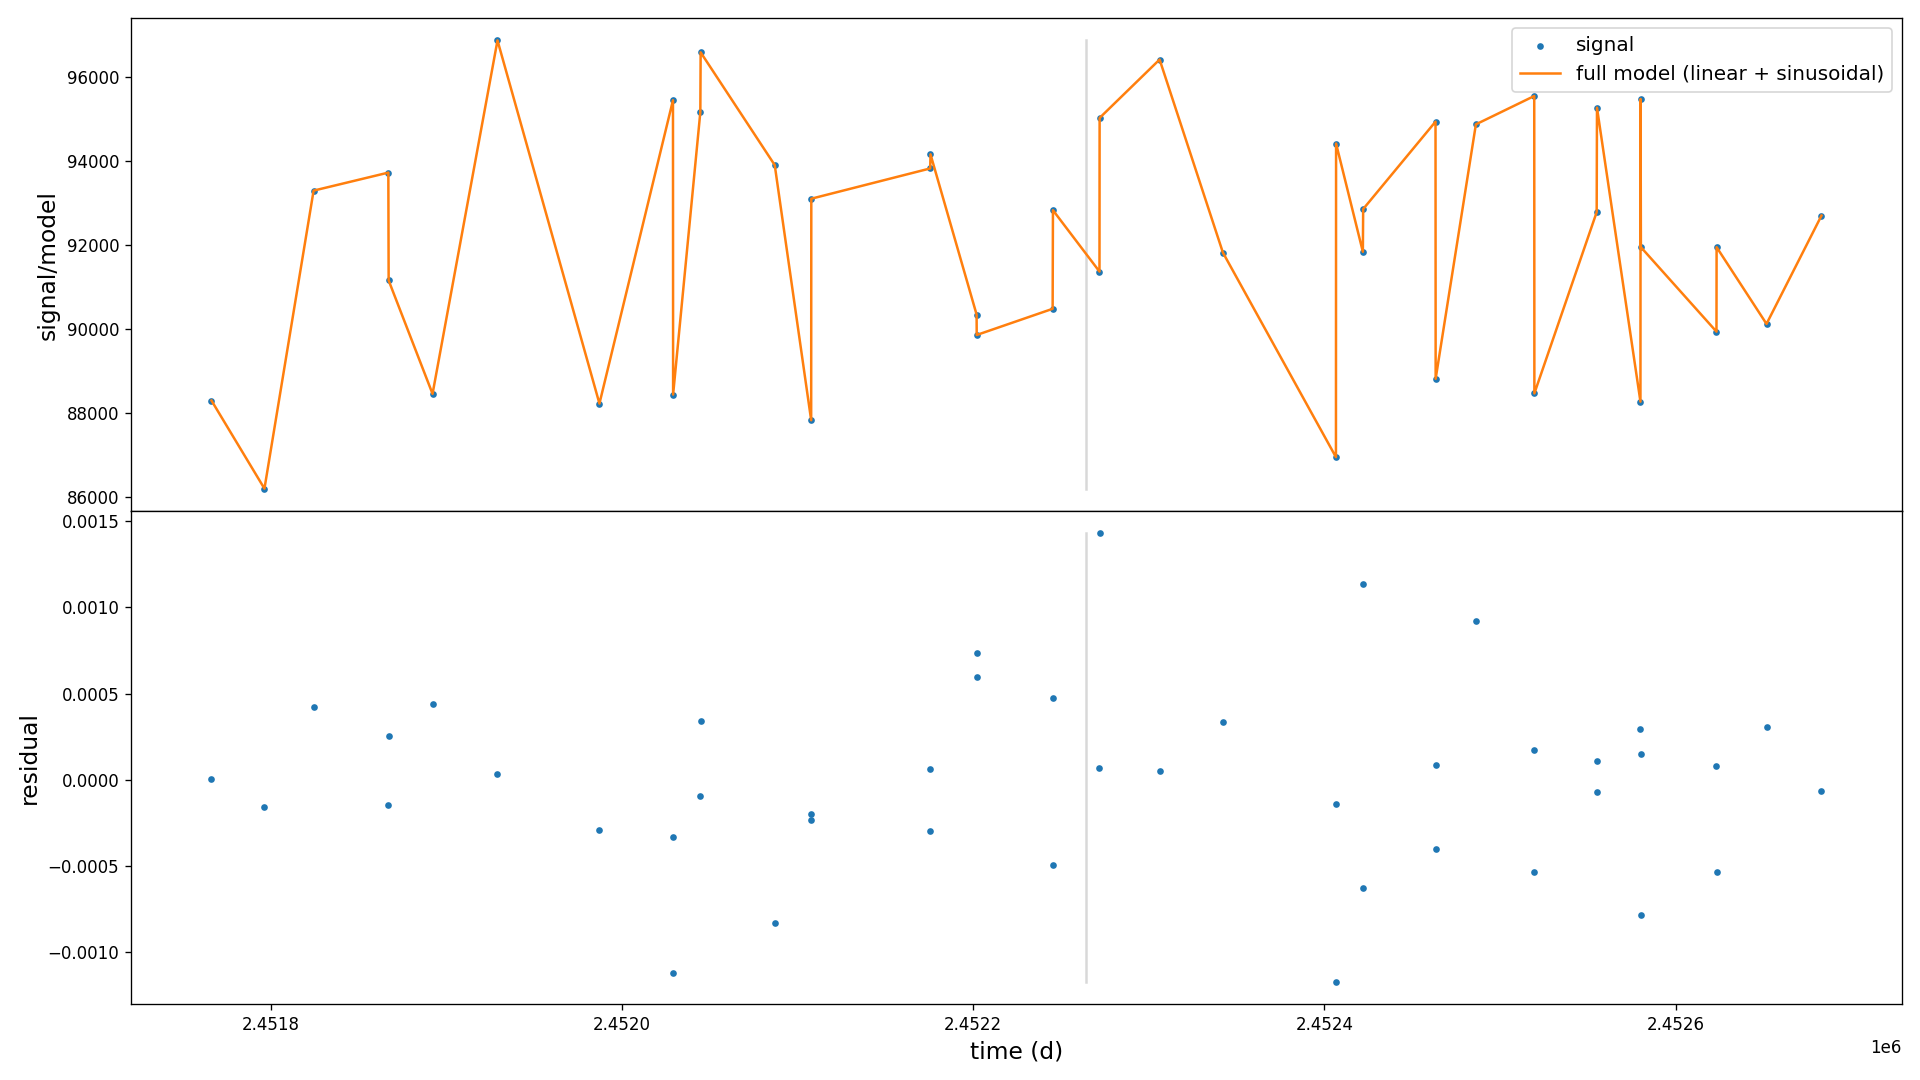 signal
full model (linear + sinusoidal)
96000
94000
92000
90000
88000
86000
signal/model
0.0015
0.0010
0.0005
0.0000
−0.0005
−0.0010
residual
2.4518
2.4520
2.4522
2.4524
2.4526
1e6
time (d)